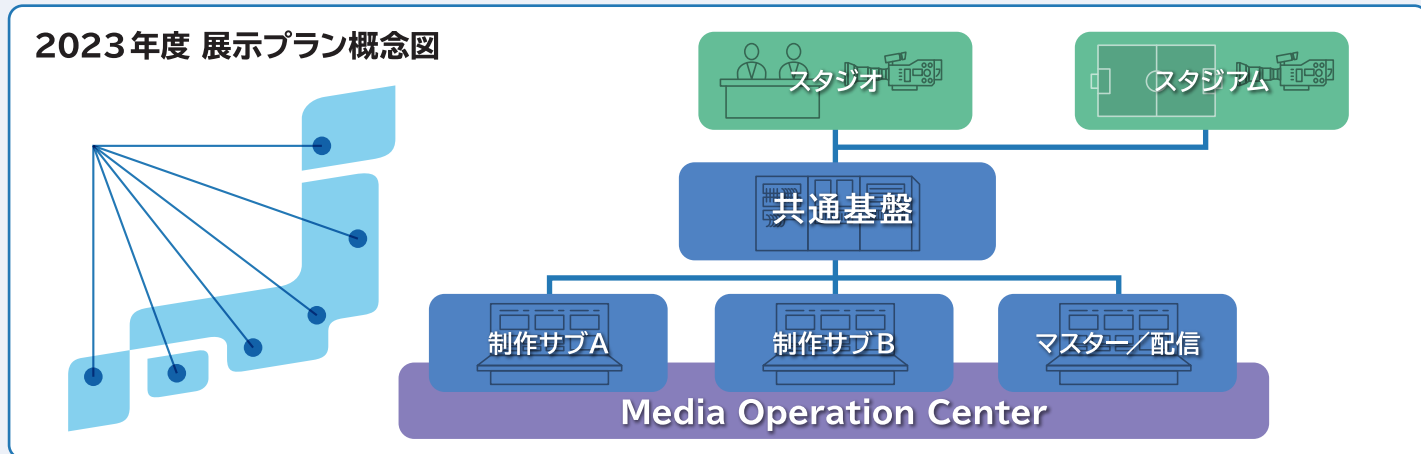 2023年度 展示プラン概念図
スタジオ
スタジアム
共通基盤
制作サブA
制作サブB
マスター/配信
Media Operation Center